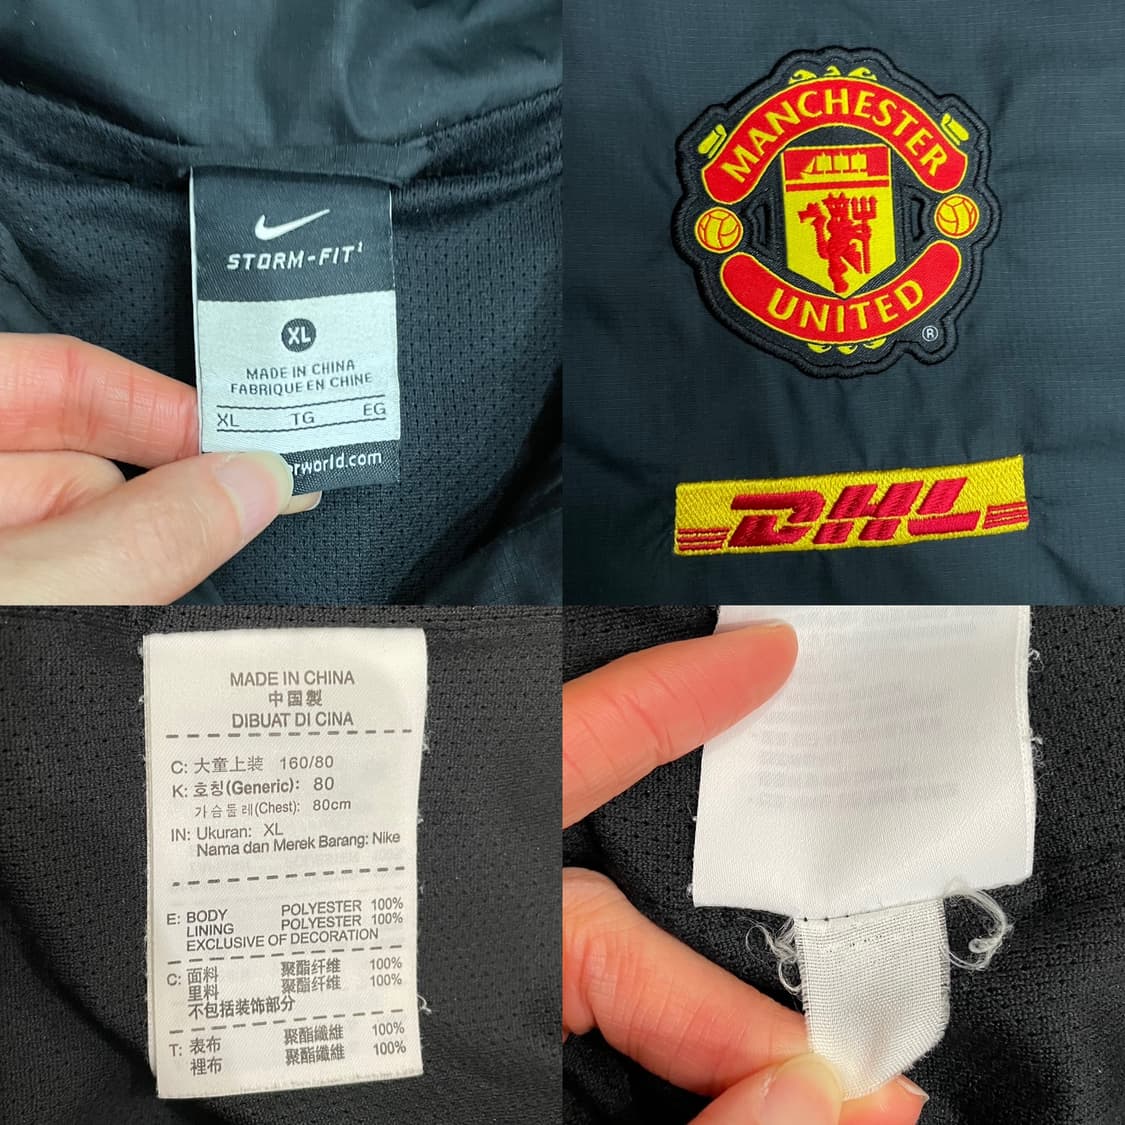 STORM-FIT¹
XL
MADE IN CHINA
FABRIQUE EN CHINE
XL TG EG
MANCHESTER
UNITED
®
DHL
MADE IN CHINA
中国製
DIBUAT DI CINA
C: 大童上装 160/80
K: 호칭(Generic): 80
가슴둘레(Chest): 80cm
IN: Ukuran: XL
Nama dan Merek Barang: Nike
E: BODY POLYESTER 100%
LINING POLYESTER 100%
EXCLUSIVE OF DECORATION
C: 面料 聚酯纤维 100%
里料 聚酯纤维 100%
不包括装饰部分
T: 表布 聚酯纖維 100%
裡布 聚酯纖維 100%